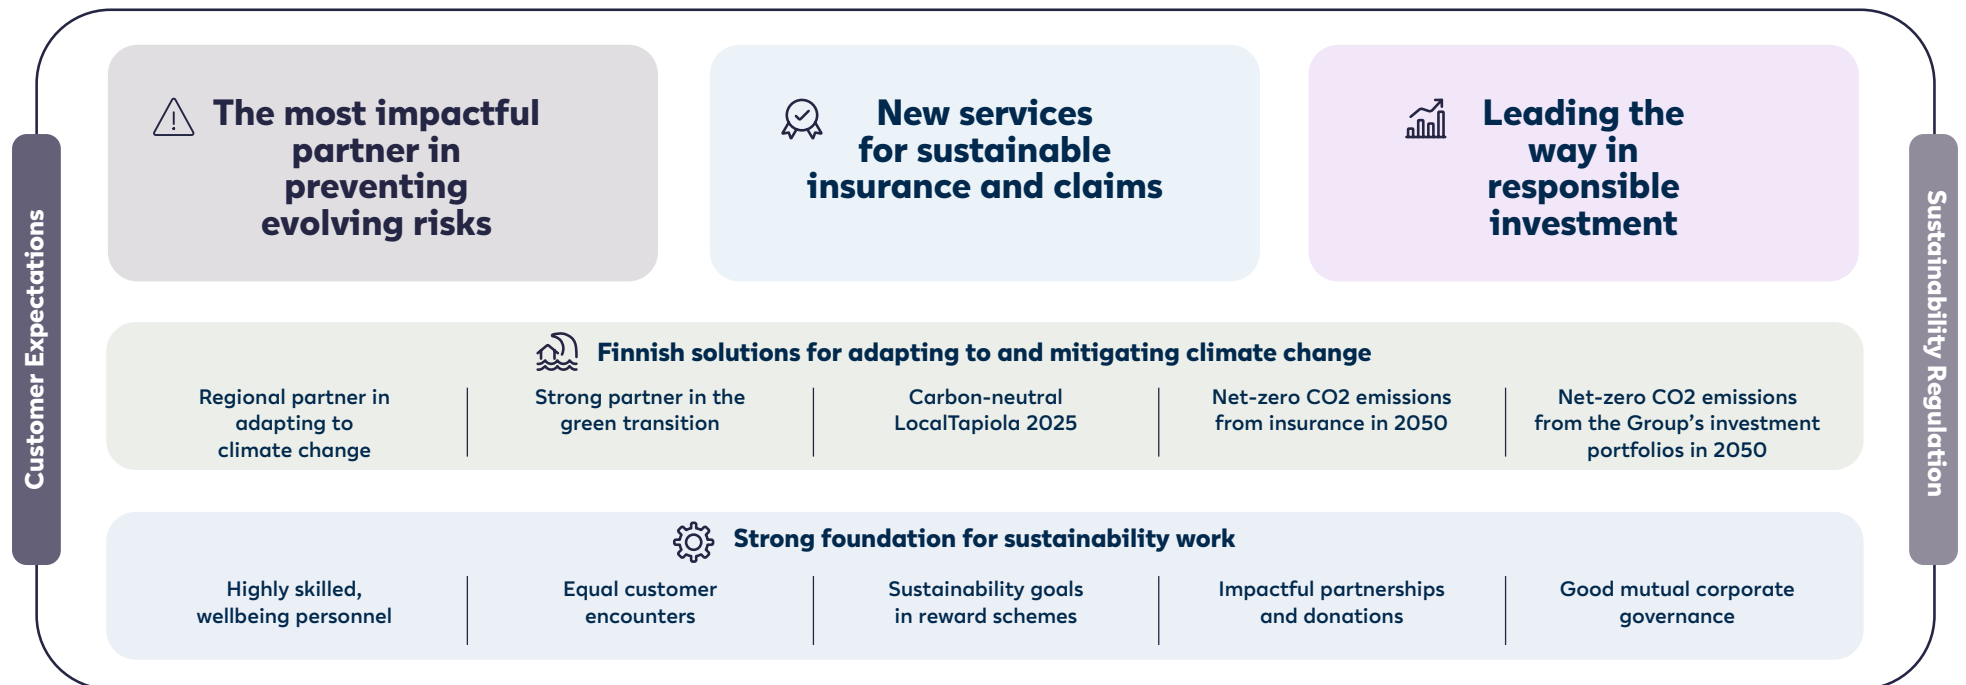 Customer Expectations
The most impactful
partner in
preventing
evolving risks
New services
for sustainable
insurance and claims
Leading the
way in
responsible
investment
Finnish solutions for adapting to and mitigating climate change
Regional partner in
adapting to
climate change
Strong partner in the
green transition
Carbon-neutral
LocalTapiola 2025
Net-zero CO2 emissions
from insurance in 2050
Net-zero CO2 emissions
from the Group’s investment
portfolios in 2050
Strong foundation for sustainability work
Highly skilled,
wellbeing personnel
Equal customer
encounters
Sustainability goals
in reward schemes
Impactful partnerships
and donations
Good mutual corporate
governance
Sustainability Regulation